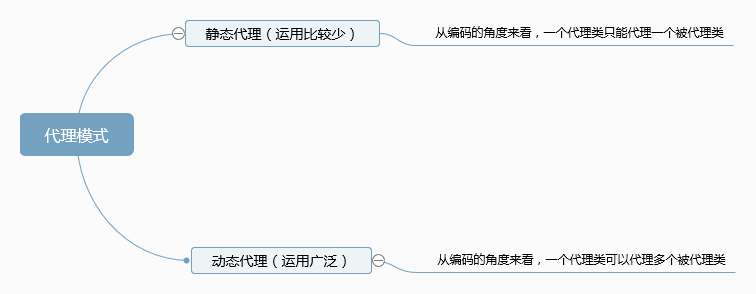 静态代理（运用比较少）
从编码的角度来看，一个代理类只能代理一个被代理类
代理模式
动态代理（运用广泛）
从编码的角度来看，一个代理类可以代理多个被代理类